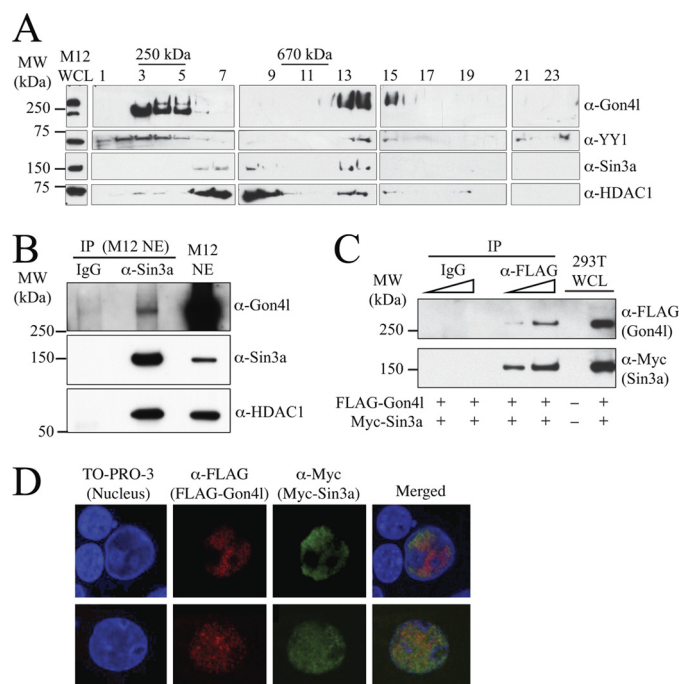 A
M12 WCL
MW (kDa)
250 kDa
670 kDa
1 3 5 7 9 11 13 15 17 19 21 23
250
α-Gon4l
75
α-YY1
150
α-Sin3a
75
α-HDAC1
B
IP (M12 NE)
IgG α-Sin3a
M12 NE
MW (kDa)
α-Gon4l
250
150
α-Sin3a
α-HDAC1
50
C
IP
IgG α-FLAG
293T WCL
MW (kDa)
250
α-FLAG (Gon4l)
150
α-Myc (Sin3a)
FLAG-Gon4l + + + + – +
Myc-Sin3a + + + + – +
D
TO-PRO-3 (Nucleus)
α-FLAG (FLAG-Gon4l)
α-Myc (Myc-Sin3a)
Merged